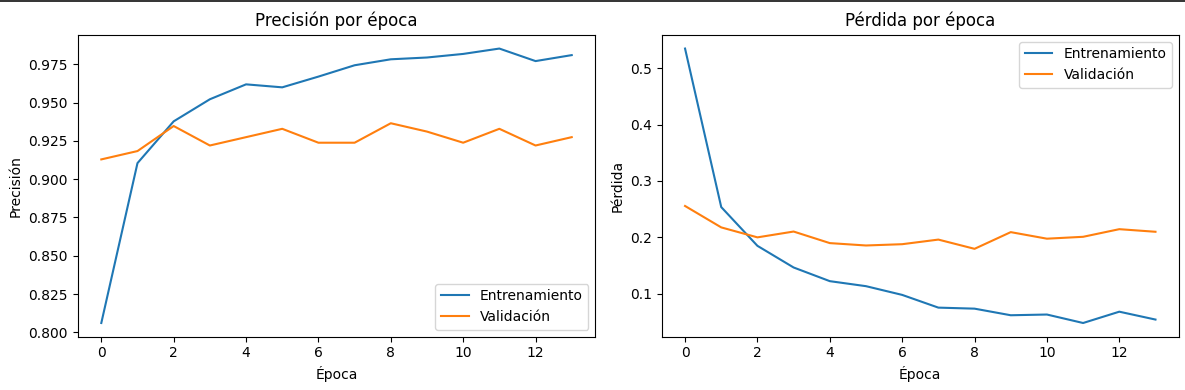 Precisión por época
Precisión
0.975
0.950
0.925
0.900
0.875
0.850
0.825
0.800
Entrenamiento
Validación
0 2 4 6 8 10 12
Época
Pérdida por época
Pérdida
0.5
0.4
0.3
0.2
0.1
Entrenamiento
Validación
0 2 4 6 8 10 12
Época